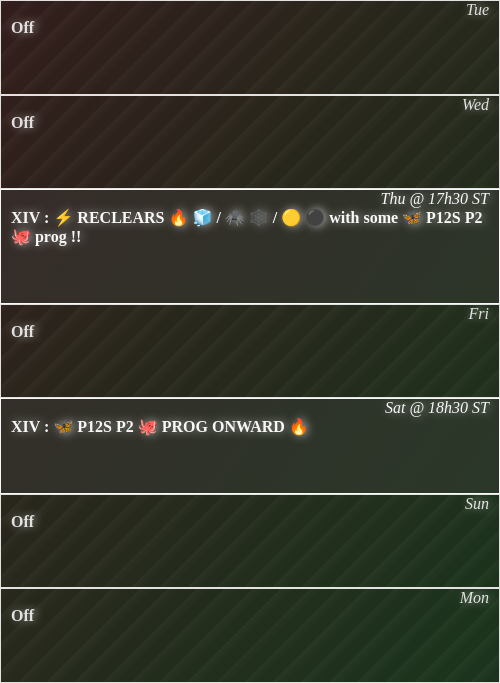 Tue
Off
Wed
Off
Thu @ 17h30 ST
XIV : ⚡ RECLEARS 🔥 🧊 / 🕷️ 🕸️ / 🟡 ⚫ with some 🦋 P12S P2
🐙 prog !!
Fri
Off
Sat @ 18h30 ST
XIV : 🦋 P12S P2 🐙 PROG ONWARD 🔥
Sun
Off
Mon
Off